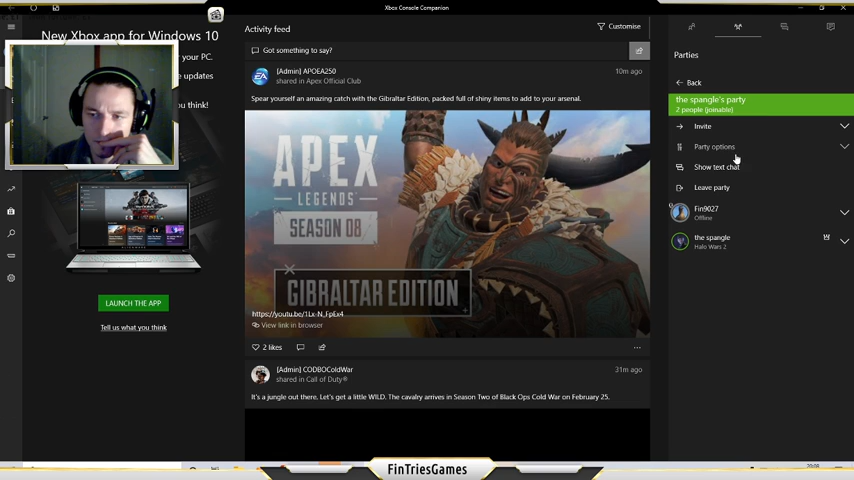 Xbox Console Companion
New Xbox app for Windows 10
your PC.
e updates
u think!
LAUNCH THE APP
Tell us what you think
Activity feed
Customise
Got something to say?
[Admin] APOEA250
shared in Apex Official Club
10m ago
Spear yourself an amazing catch with the Gibraltar Edition, packed full of shiny items to add to your arsenal.
APEX
LEGENDS
SEASON 08
GIBRALTAR EDITION
https://youtu.be/1Lx-N_FpEx4
View link in browser
2 likes
[Admin] CODBOColdWar
shared in Call of Duty®
31m ago
It's a jungle out there. Let's get a little WILD. The cavalry arrives in Season Two of Black Ops Cold War on February 25.
Parties
Back
the spangle's party
2 people (joinable)
Invite
Party options
Show text chat
Leave party
Fin9027
Offline
the spangle
Halo Wars 2
FinTriesGames
20:08